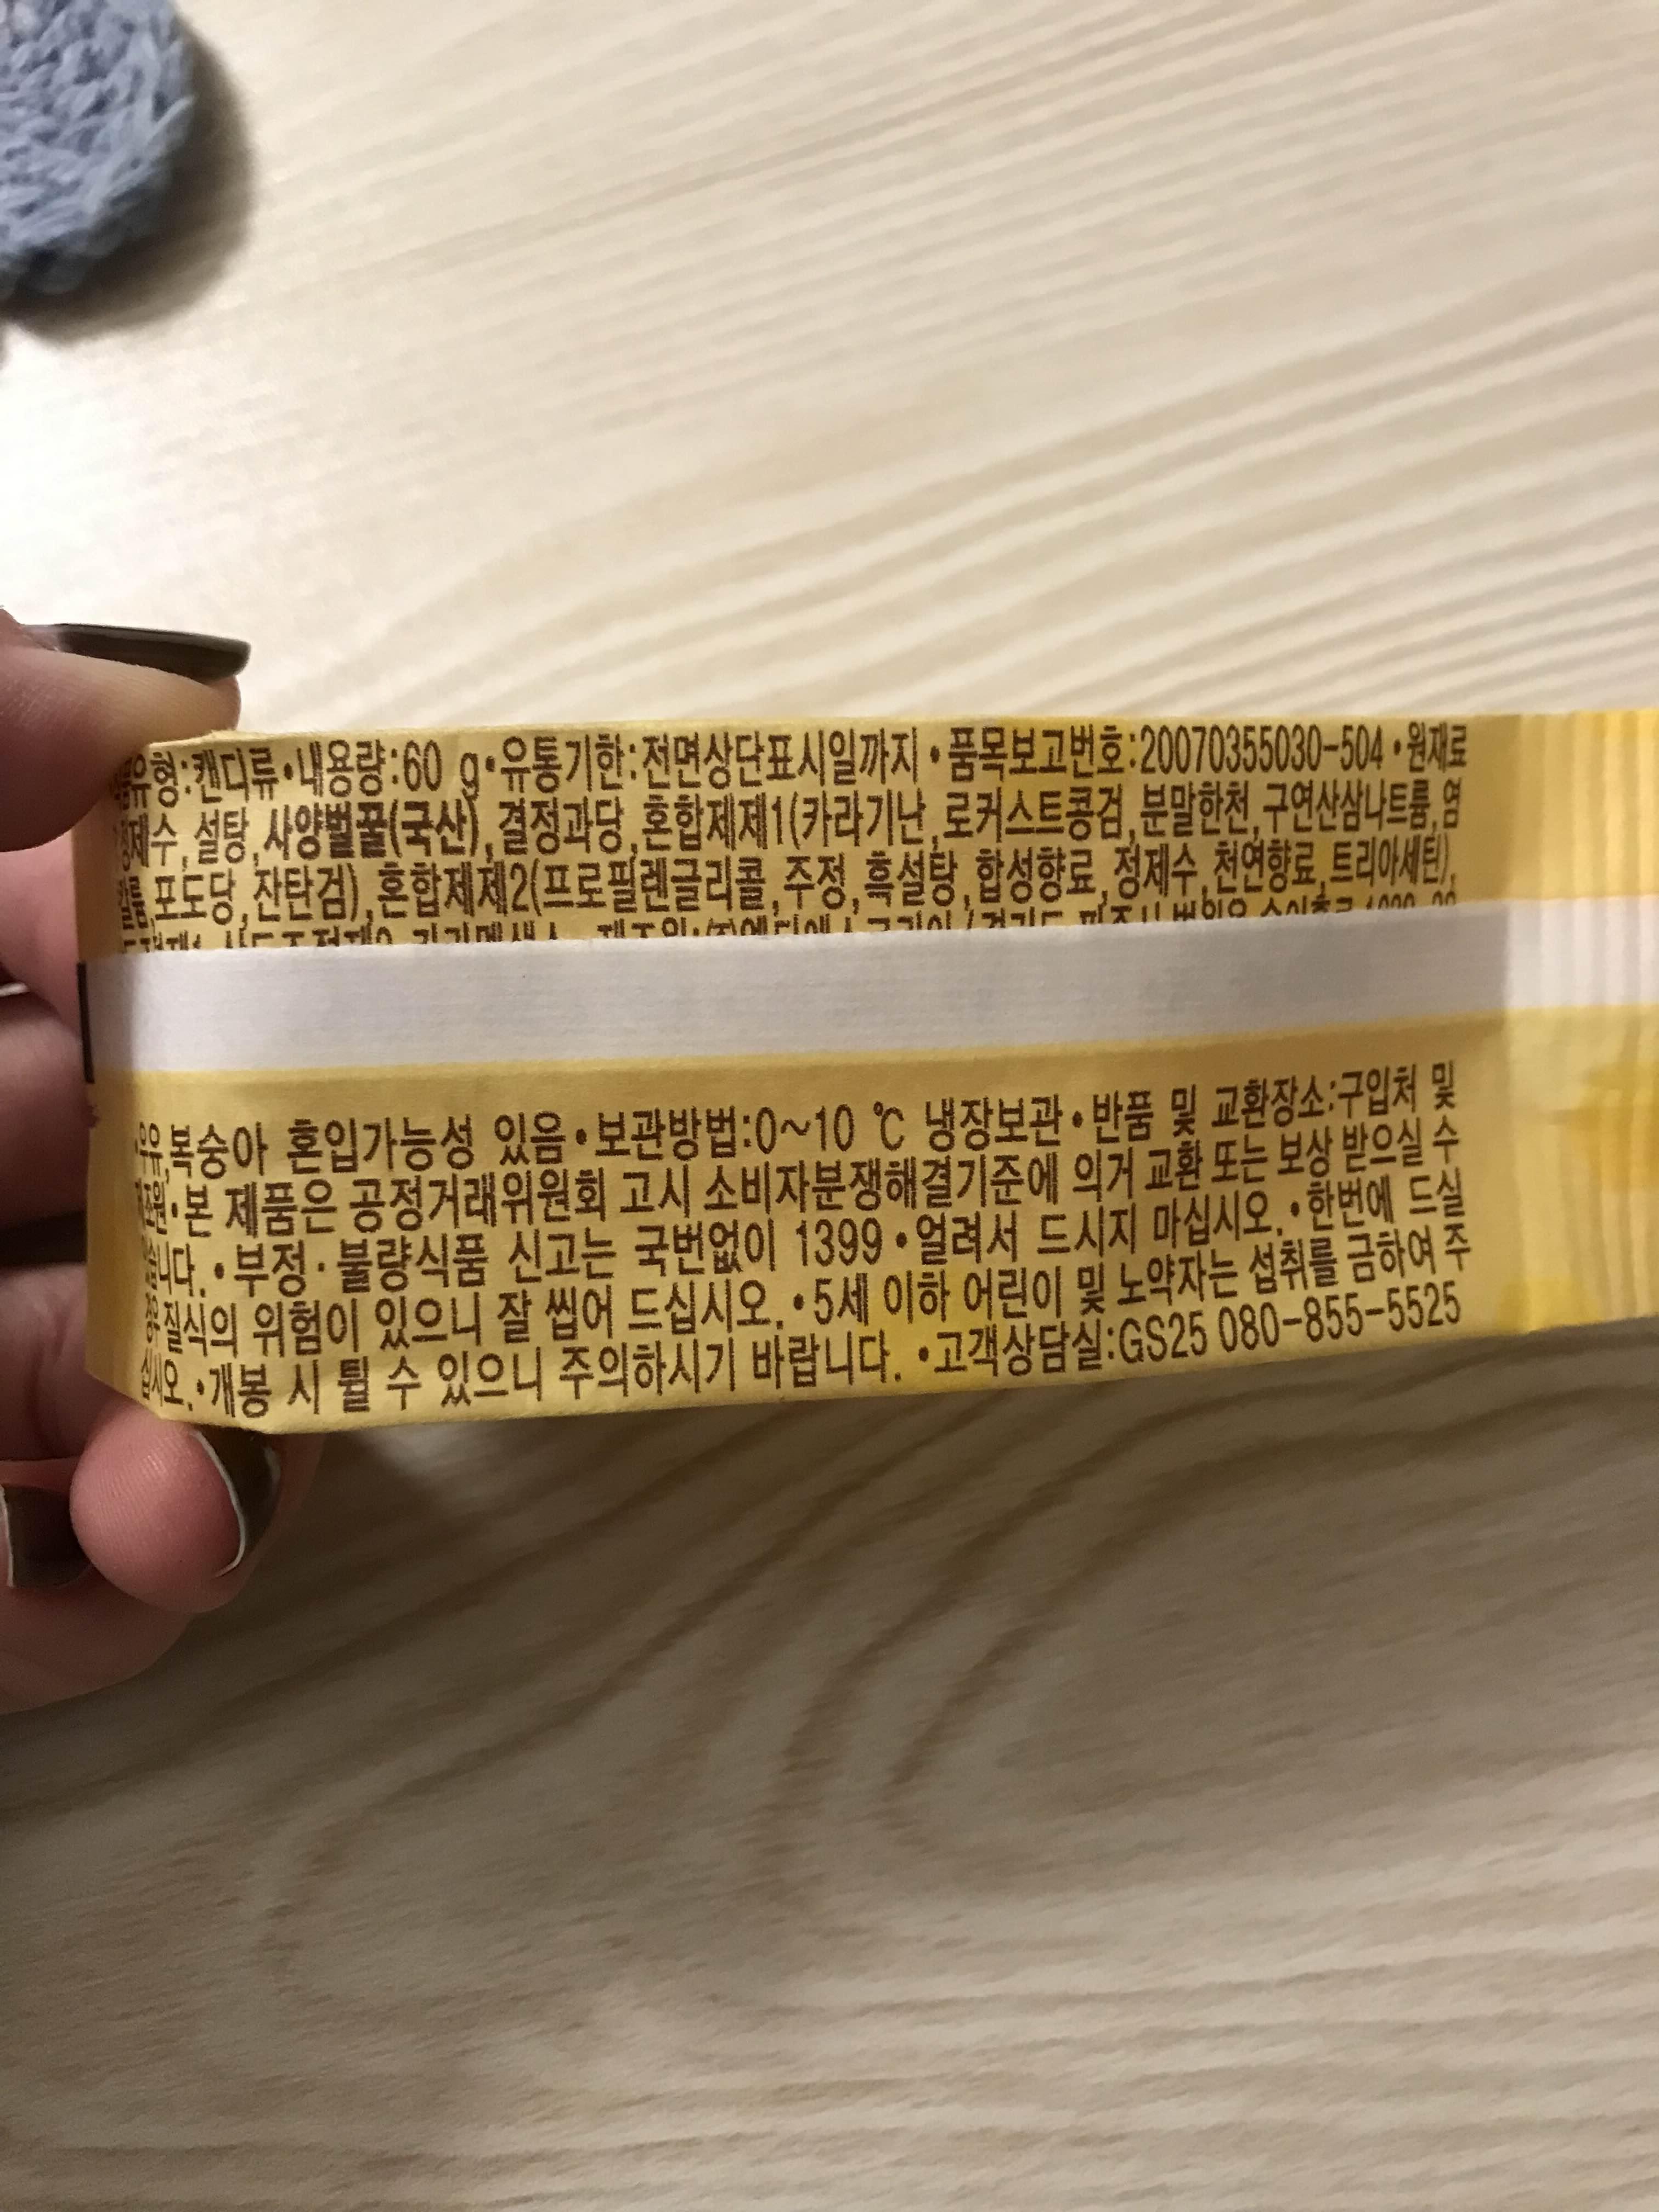 유형:캔디류•내용량:60 g•유통기한:전면상단표시일까지•품목보고번호:20070355030-504•원재료
정제수,설탕,사양벌꿀(국산),결정과당,혼합제제1(카라기난,로커스트콩검,분말한천,구연산삼나트륨,염
포도당,잔탄검),혼합제제2(프로필렌글리콜,주정,흑설탕,합성향료,정제수,천연향료,트리아세틴),
우유,복숭아 혼입가능성 있음•보관방법:0~10 ℃ 냉장보관•반품 및 교환장소:구입처 및
•본 제품은 공정거래위원회 고시 소비자분쟁해결기준에 의거 교환 또는 보상 받으실 수
니다.•부정·불량식품 신고는 국번없이 1399•얼려서 드시지 마십시오.•한번에 드실
질식의 위험이 있으니 잘 씹어 드십시오.•5세 이하 어린이 및 노약자는 섭취를 금하여 주
십시오.•개봉 시 튈 수 있으니 주의하시기 바랍니다. •고객상담실:GS25 080-855-5525